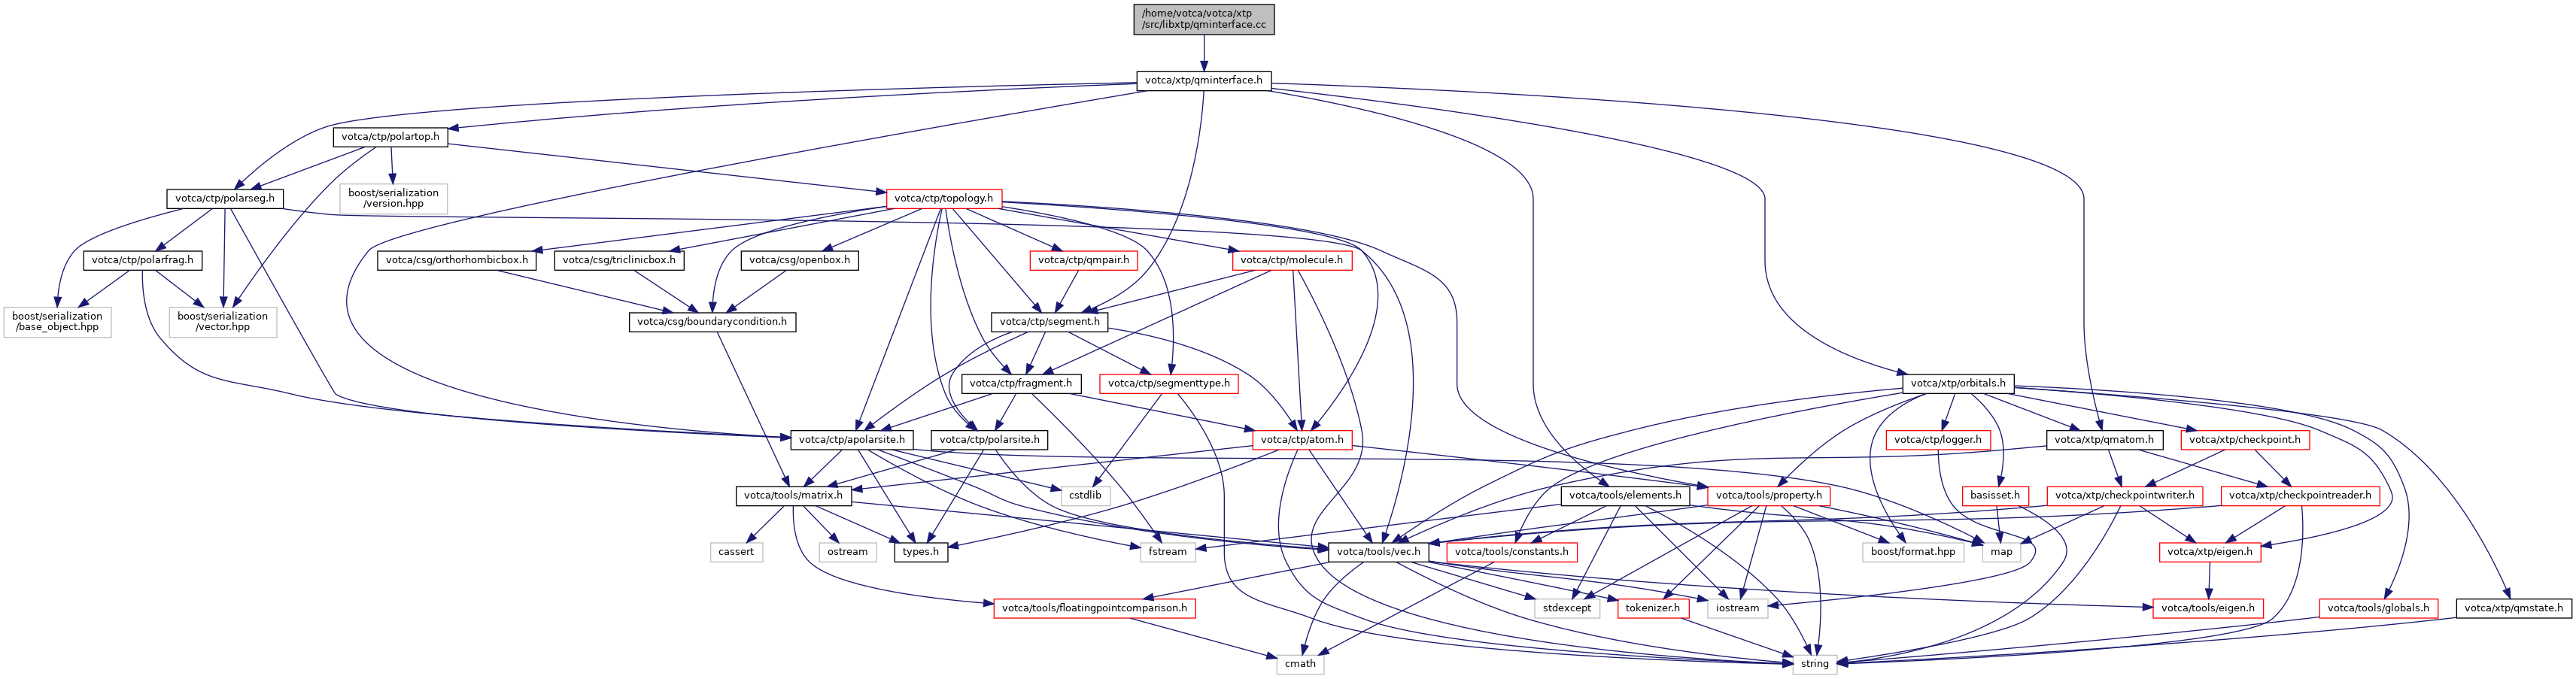 /home/votca/votca/xtp
/src/libxtp/qminterface.cc
votca/xtp/qminterface.h
votca/ctp/polartop.h
votca/ctp/polarseg.h
boost/serialization
/version.hpp
votca/ctp/topology.h
votca/ctp/polarfrag.h
votca/csg/orthorhombicbox.h
votca/csg/triclinicbox.h
votca/csg/openbox.h
votca/ctp/qmpair.h
votca/ctp/molecule.h
boost/serialization
/base_object.hpp
boost/serialization
/vector.hpp
votca/csg/boundarycondition.h
votca/ctp/segment.h
votca/ctp/fragment.h
votca/ctp/segmenttype.h
votca/xtp/orbitals.h
votca/ctp/apolarsite.h
votca/ctp/polarsite.h
votca/ctp/atom.h
votca/ctp/logger.h
votca/xtp/qmatom.h
votca/xtp/checkpoint.h
votca/tools/matrix.h
cstdlib
votca/tools/elements.h
votca/tools/property.h
basisset.h
votca/xtp/checkpointwriter.h
votca/xtp/checkpointreader.h
cassert
ostream
types.h
fstream
votca/tools/vec.h
votca/tools/constants.h
boost/format.hpp
map
votca/xtp/eigen.h
votca/tools/floatingpointcomparison.h
stdexcept
tokenizer.h
iostream
votca/tools/eigen.h
votca/tools/globals.h
votca/xtp/qmstate.h
cmath
string